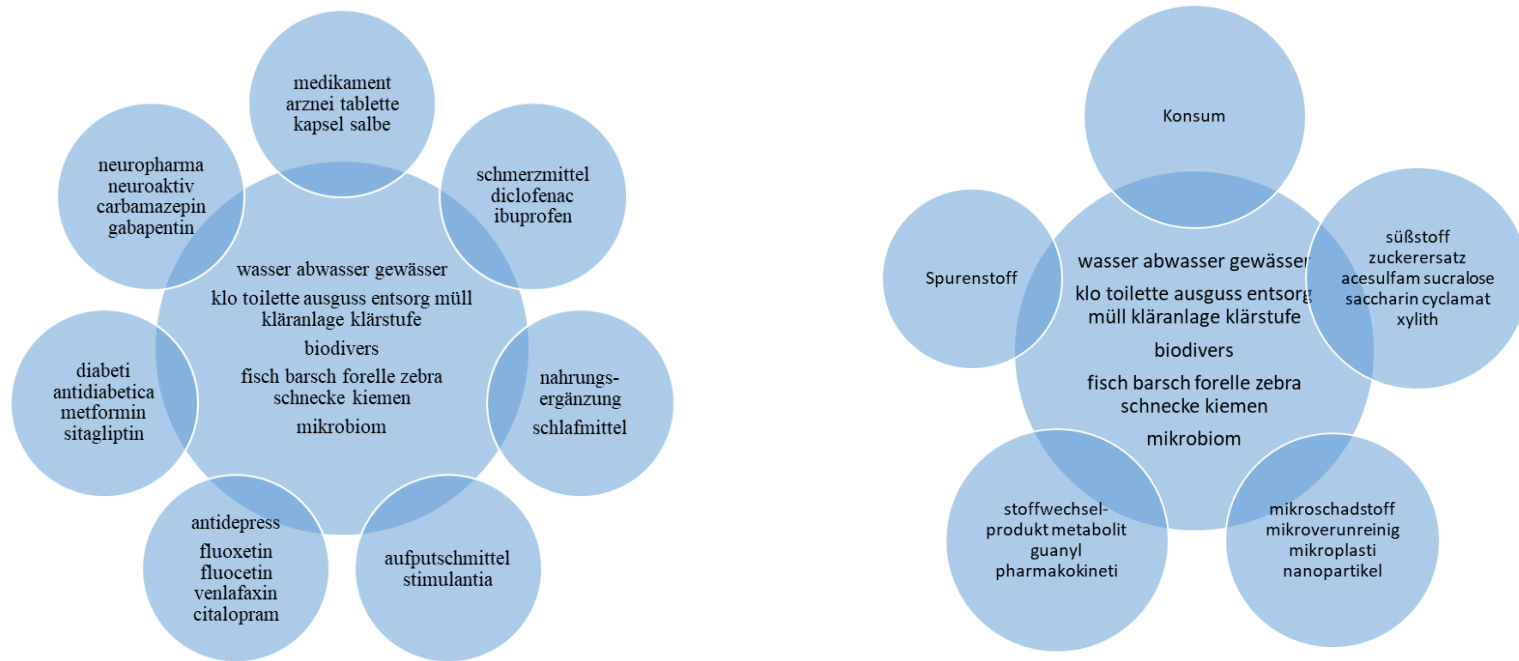 medikament
arznei tablette
kapsel salbe
schmerzmittel
diclofenac
ibuprofen
nahrungs-
ergänzung
schlafmittel
aufputschmittel
stimulantia
antidepress
fluoxetin
fluocetin
venlafaxin
citalopram
diabeti
antidiabetica
metformin
sitagliptin
neuropharma
neuroaktiv
carbamazepin
gabapentin
wasser abwasser gewässer
klo toilette ausguss entsorg müll
kläranlage klärstufe
biodivers
fisch barsch forelle zebra
schnecke kiemen
mikrobiom
Konsum
süßstoff
zuckerersatz
acesulfam sucralose
saccharin cyclamat
xylith
mikroschadstoff
mikroverunreinig
mikroplasti
nanopartikel
stoffwechsel-
produkt metabolit
guanyl
pharmakokineti
Spurenstoff
wasser abwasser gewässer
klo toilette ausguss entsorg
müll kläranlage klärstufe
biodivers
fisch barsch forelle zebra
schnecke kiemen
mikrobiom